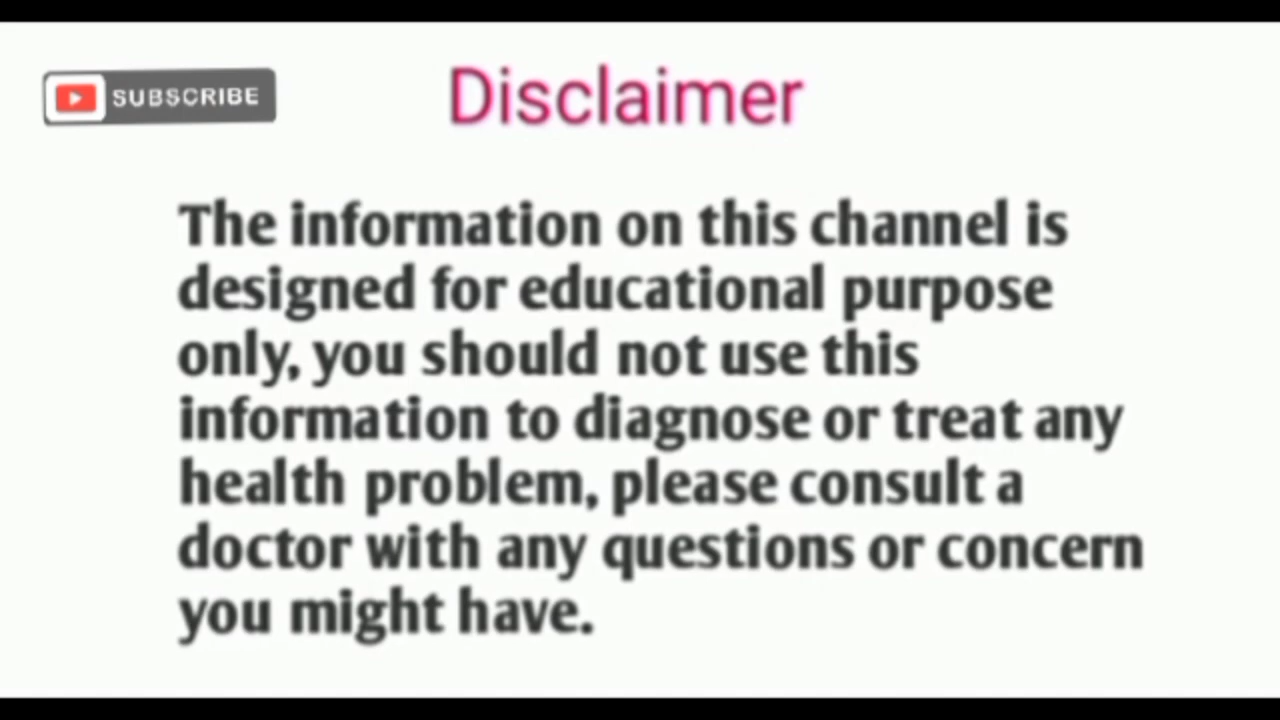 SUBSCRIBE
Disclaimer
The information on this channel is
designed for educational purpose
only, you should not use this
information to diagnose or treat any
health problem, please consult a
doctor with any questions or concern
you might have.